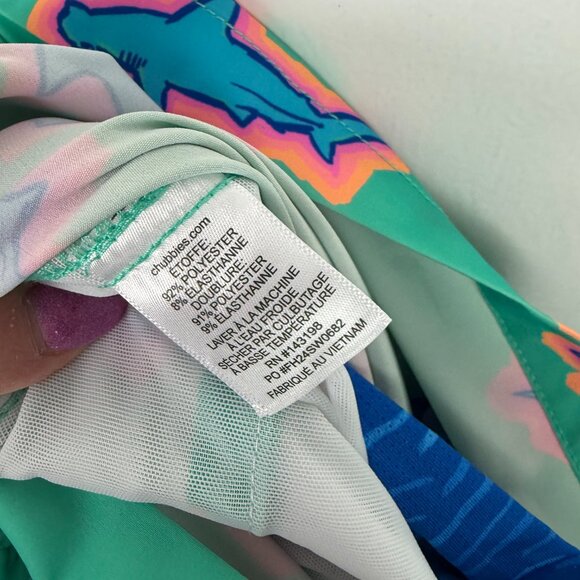 chubbies.com
ÉTOFFE:
92% POLYESTER
8% ÉLASTHANNE
DOUBLURE:
91% POLYESTER
9% ÉLASTHANNE
LAVER À LA MACHINE
À L'EAU FROIDE
SÉCHER PAR CULBUTAGE
À BASSE TEMPÉRATURE
RN #143198
PO #FH24SW0682
FABRIQUÉ AU VIETNAM